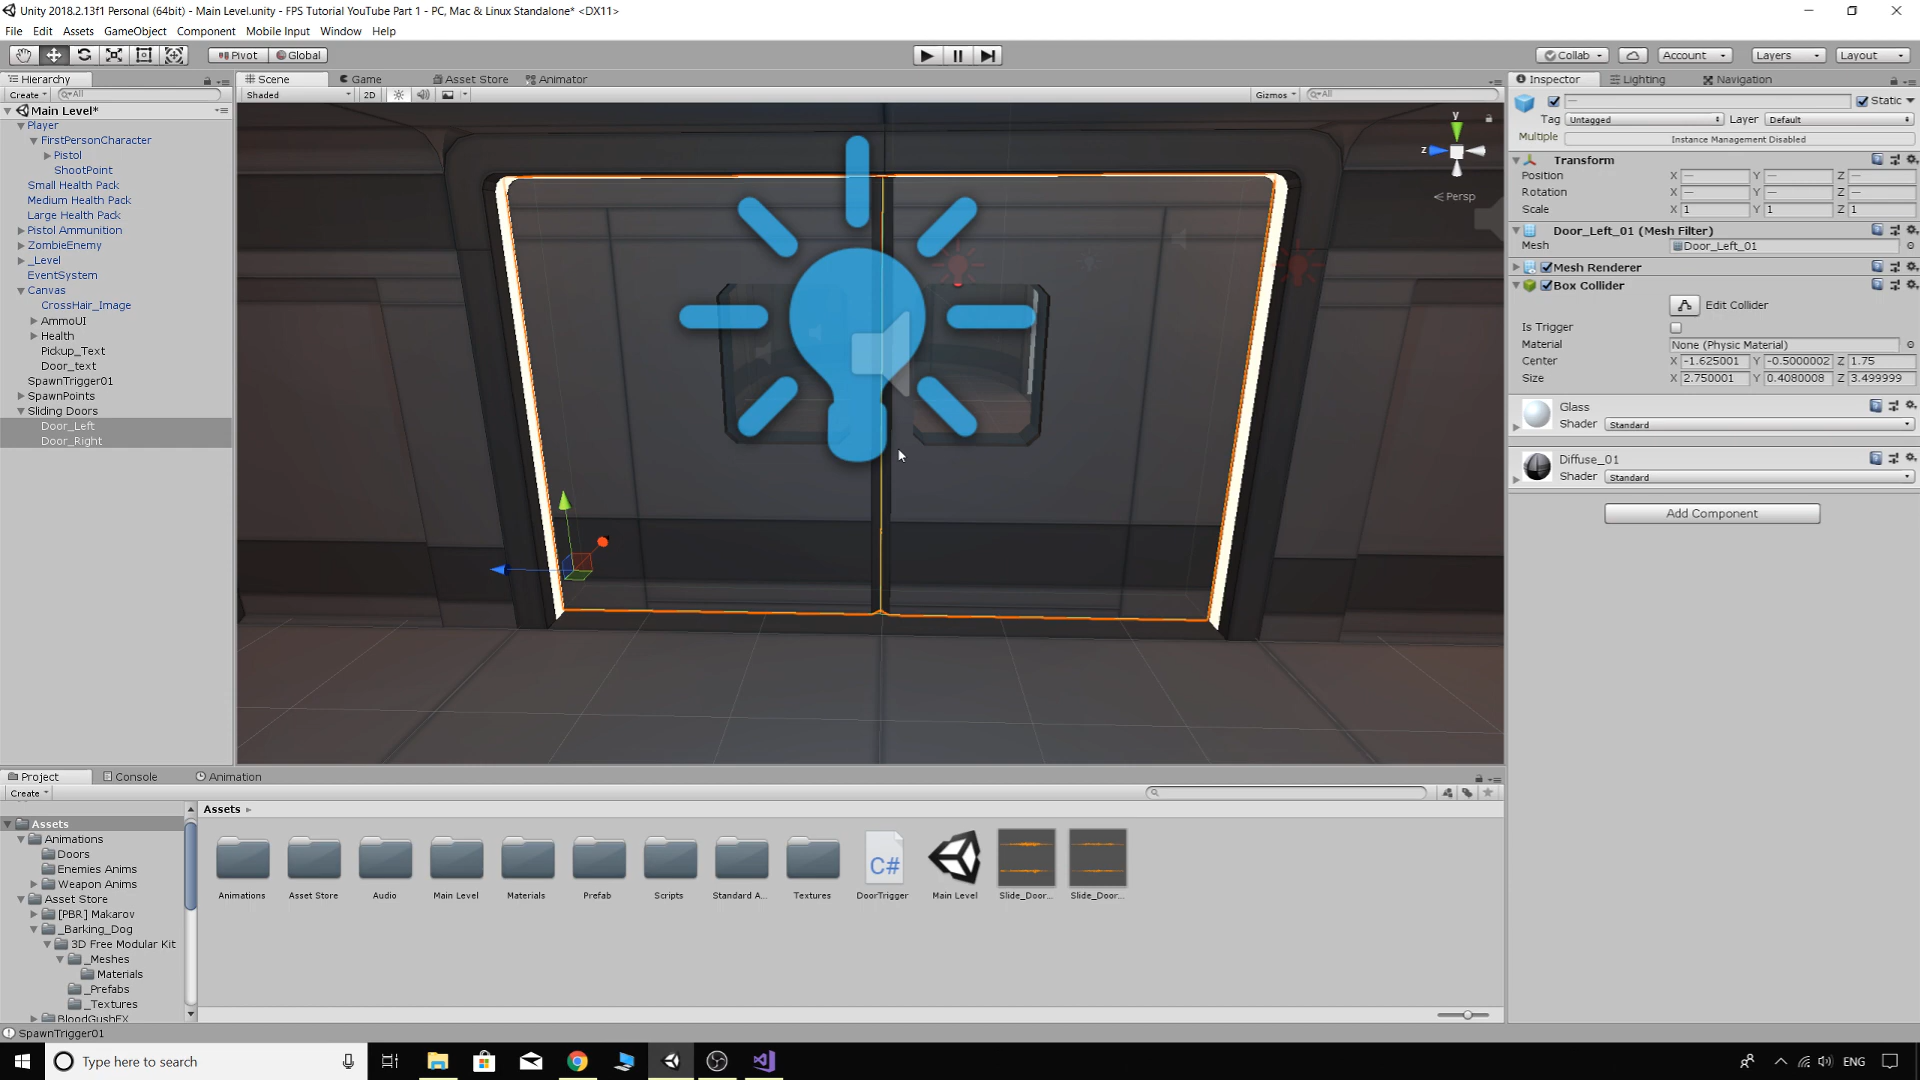 Unity 2018.2.13f1 Personal (64bit) - Main Level.unity - FPS Tutorial YouTube Part 1 - PC, Mac & Linux Standalone* <DX11>
File Edit Assets GameObject Component Mobile Input Window Help
Pivot Global Collab Account Layers Layout
Hierarchy Scene Game Asset Store Animator Inspector Lighting Navigation
Create All Shaded 2D Gizmos All Static
Main Level*
Player
FirstPersonCharacter
Pistol
ShootPoint
Small Health Pack
Medium Health Pack
Large Health Pack
Pistol Ammunition
ZombieEnemy
_Level
EventSystem
Canvas
CrossHair_Image
AmmoUI
Health
Pickup_Text
Door_text
SpawnTrigger01
SpawnPoints
Sliding Doors
Door_Left
Door_Right
y
z
Persp
Tag Untagged Layer Default
Multiple Instance Management Disabled
Transform
Position X — Y — Z —
Rotation X — Y — Z —
Scale X 1 Y 1 Z 1
Door_Left_01 (Mesh Filter)
Mesh Door_Left_01
Mesh Renderer
Box Collider
Edit Collider
Is Trigger
Material None (Physic Material)
Center X -1.625001 Y -0.5000002 Z 1.75
Size X 2.750001 Y 0.4080008 Z 3.499999
Glass
Shader Standard
Diffuse_01
Shader Standard
Add Component
Project Console Animation
Create
Assets
Animations
Doors
Enemies Anims
Weapon Anims
Asset Store
[PBR] Makarov
_Barking_Dog
3D Free Modular Kit
_Meshes
Materials
_Prefabs
_Textures
BloodGushFX
Assets
C#
Animations Asset Store Audio Main Level Materials Prefab Scripts Standard A... Textures DoorTrigger Main Level Slide_Door... Slide_Door...
SpawnTrigger01
Type here to search
ENG